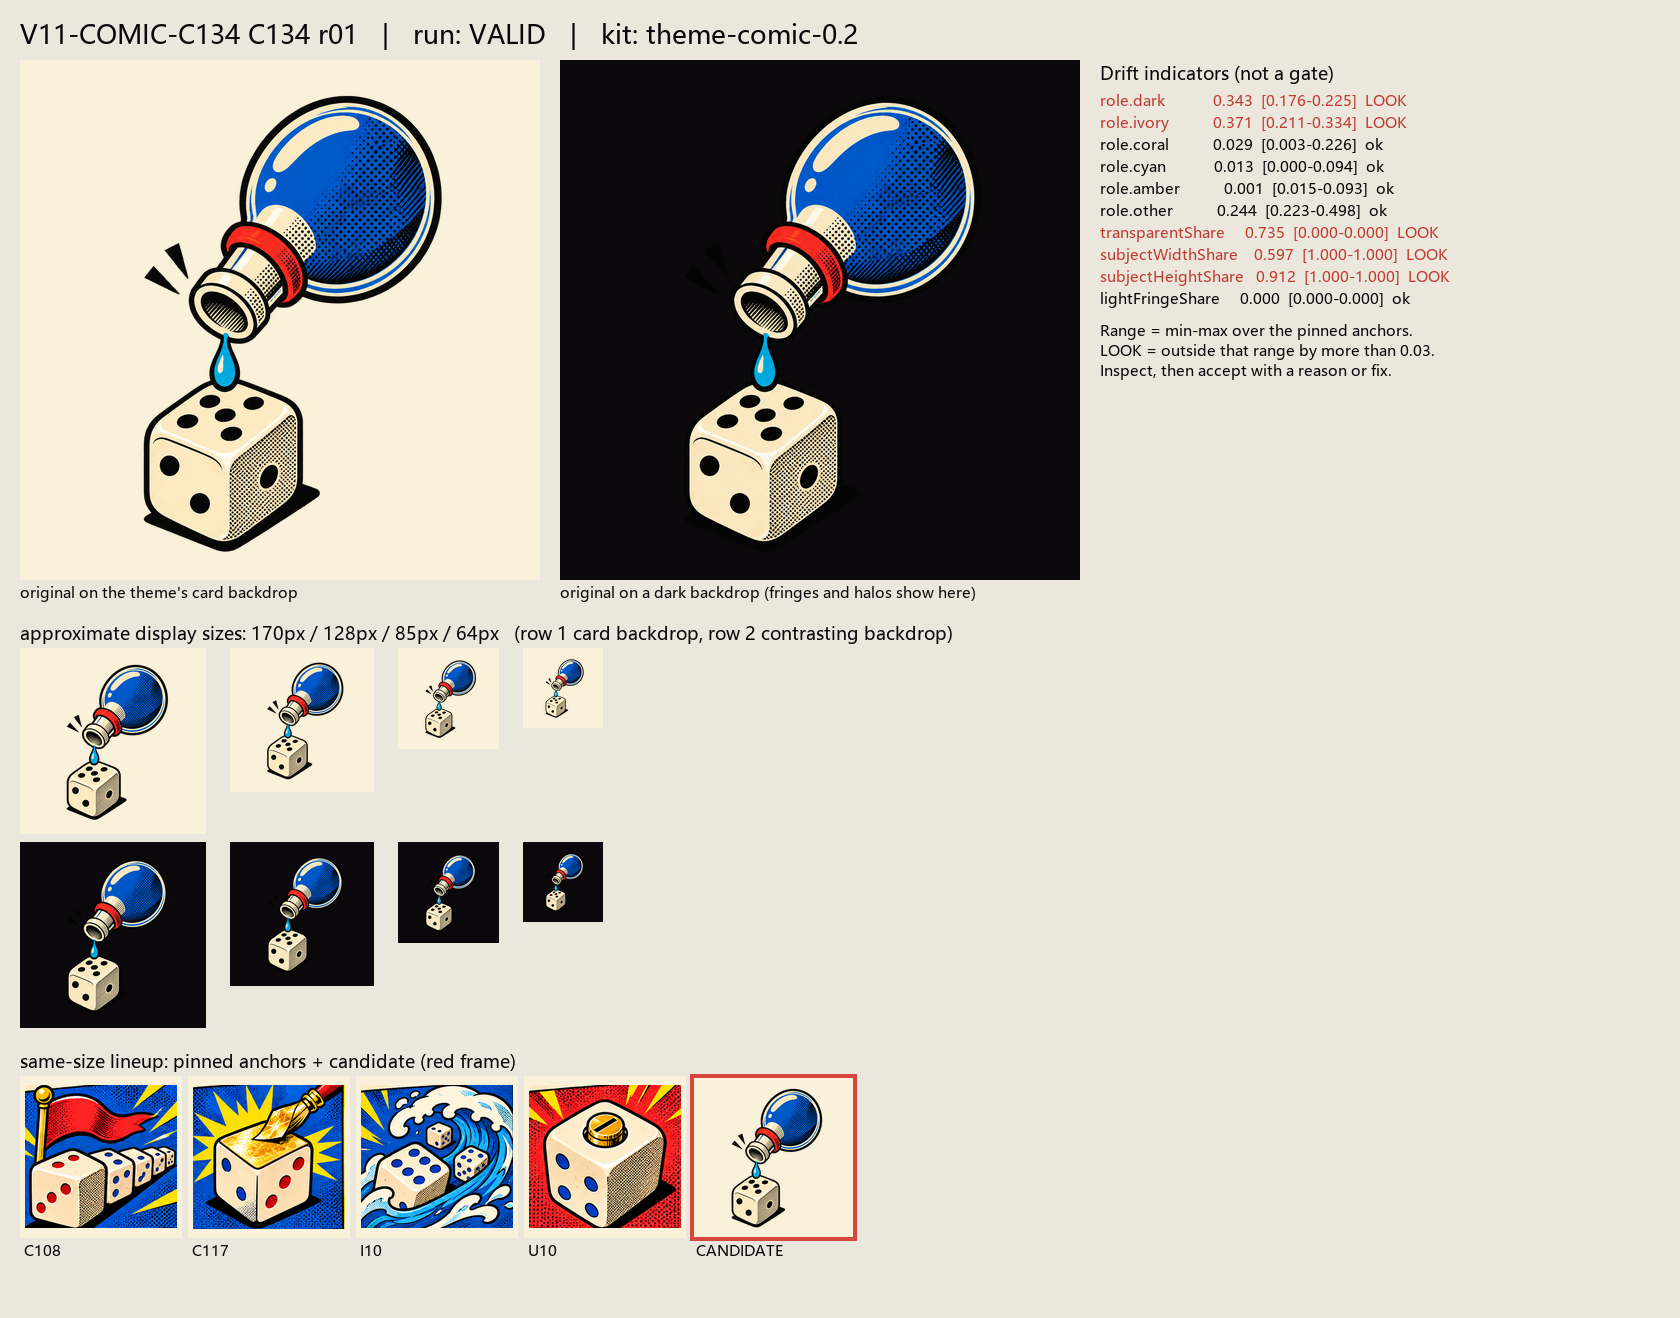 V11-COMIC-C134 C134 r01 | run: VALID | kit: theme-comic-0.2
Drift indicators (not a gate)
role.dark 0.343 [0.176-0.225] LOOK
role.ivory 0.371 [0.211-0.334] LOOK
role.coral 0.029 [0.003-0.226] ok
role.cyan 0.013 [0.000-0.094] ok
role.amber 0.001 [0.015-0.093] ok
role.other 0.244 [0.223-0.498] ok
transparentShare 0.735 [0.000-0.000] LOOK
subjectWidthShare 0.597 [1.000-1.000] LOOK
subjectHeightShare 0.912 [1.000-1.000] LOOK
lightFringeShare 0.000 [0.000-0.000] ok
Range = min-max over the pinned anchors.
LOOK = outside that range by more than 0.03.
Inspect, then accept with a reason or fix.
original on the theme's card backdrop
original on a dark backdrop (fringes and halos show here)
approximate display sizes: 170px / 128px / 85px / 64px (row 1 card backdrop, row 2 contrasting backdrop)
same-size lineup: pinned anchors + candidate (red frame)
C108
C117
I10
U10
CANDIDATE